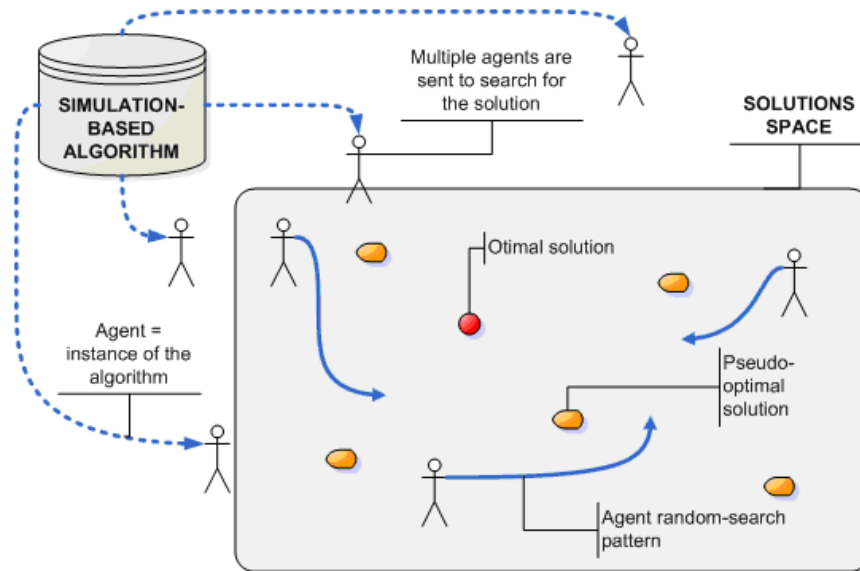 Multiple agents are
sent to search for
the solution
SIMULATION-
BASED
ALGORITHM
SOLUTIONS
SPACE
Otimal solution
Agent =
instance of the
algorithm
Pseudo-
optimal
solution
Agent random-search
pattern